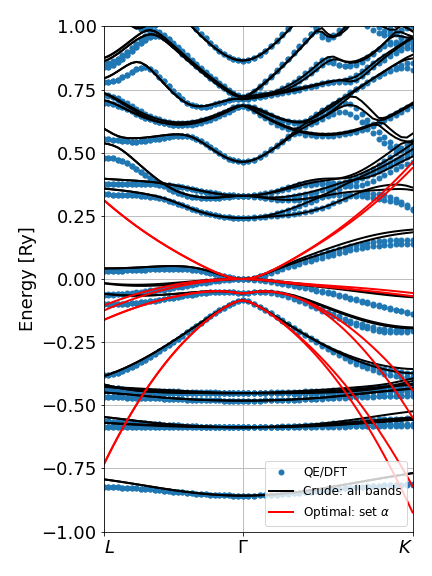 1.00
0.75
0.50
0.25
0.00
−0.25
−0.50
−0.75
−1.00
Energy [Ry]
L Γ K
QE/DFT
Crude: all bands
Optimal: set α